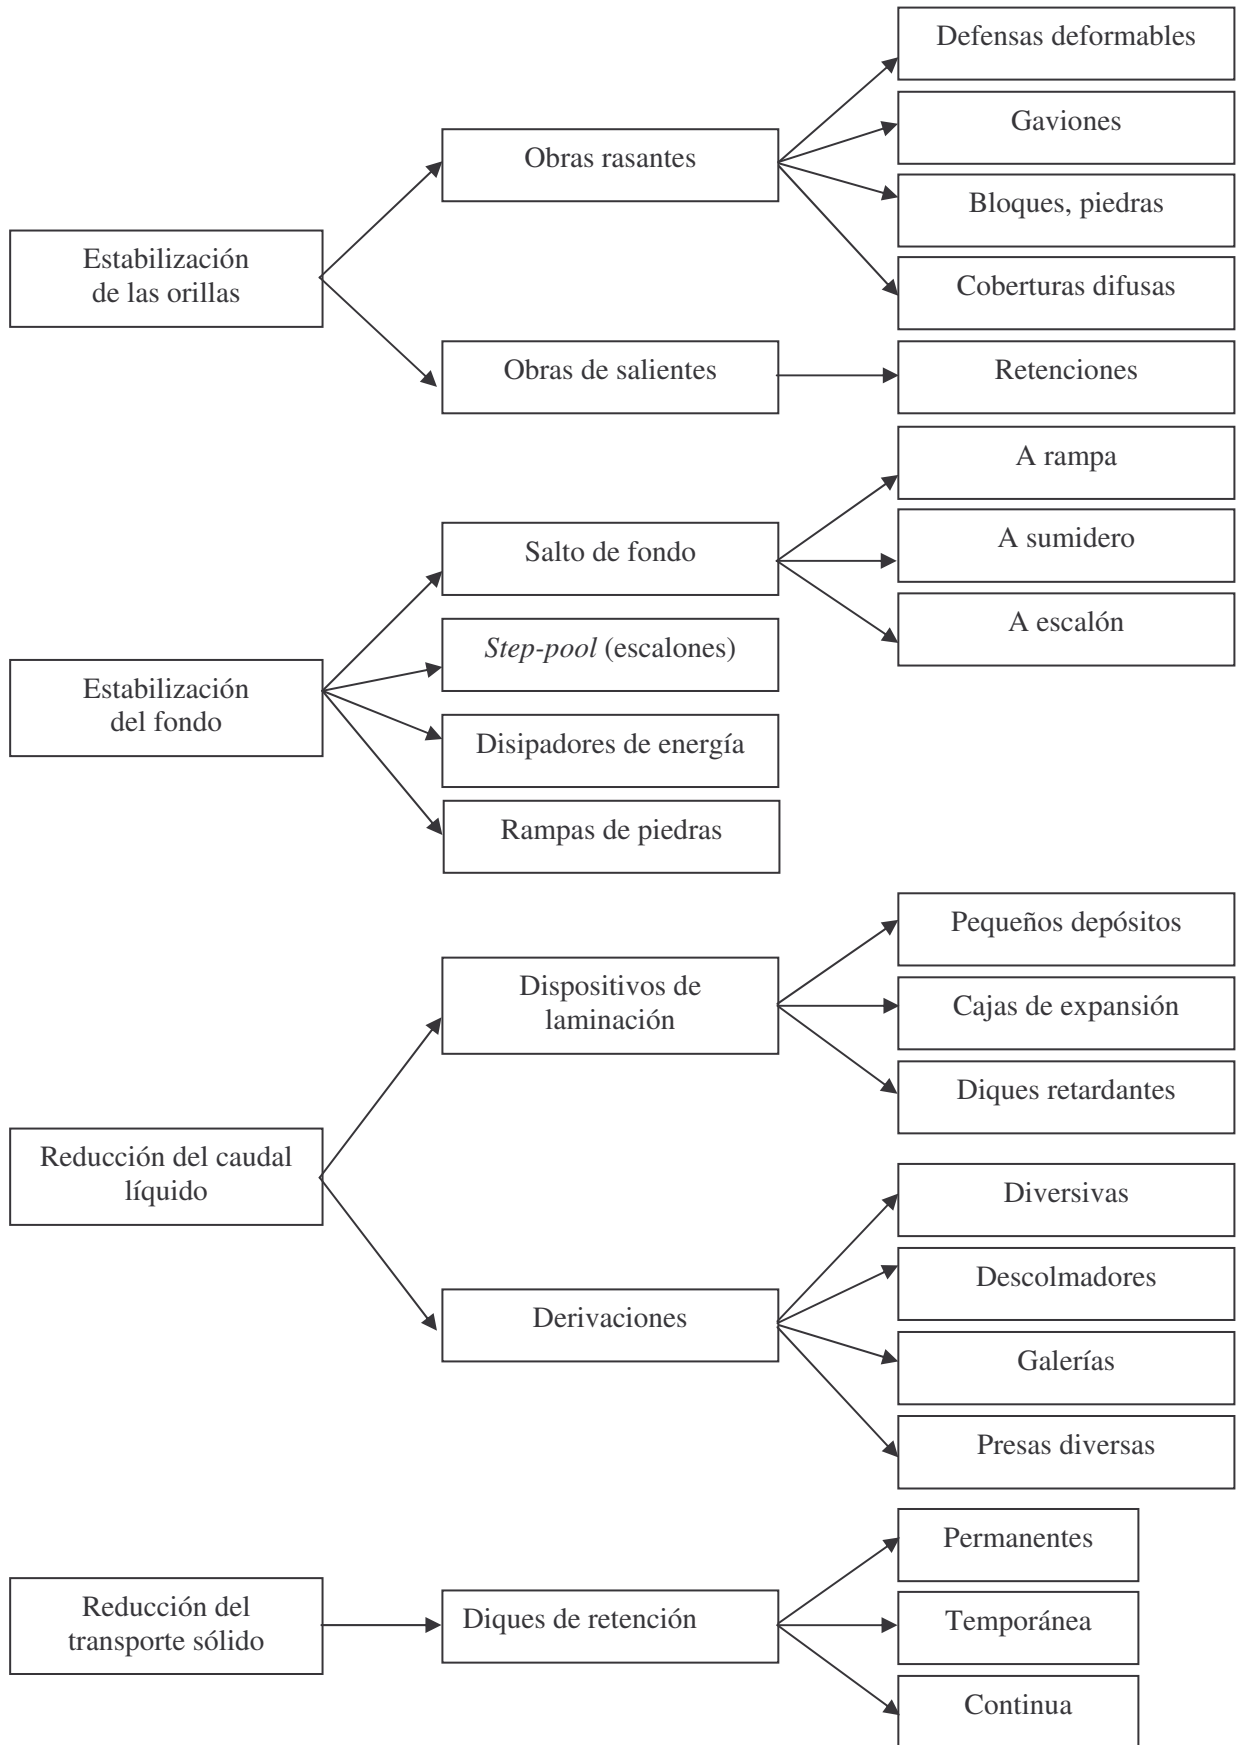 Defensas deformables
Gaviones
Obras rasantes
Bloques, piedras
Estabilización
de las orillas
Coberturas difusas
Obras de salientes
Retenciones
A rampa
Salto de fondo
A sumidero
A escalón
Step-pool (escalones)
Estabilización
del fondo
Disipadores de energía
Rampas de piedras
Pequeños depósitos
Dispositivos de
laminación
Cajas de expansión
Diques retardantes
Reducción del caudal
líquido
Diversivas
Descolmadores
Derivaciones
Galerías
Presas diversas
Permanentes
Reducción del
transporte sólido
Diques de retención
Temporánea
Continua